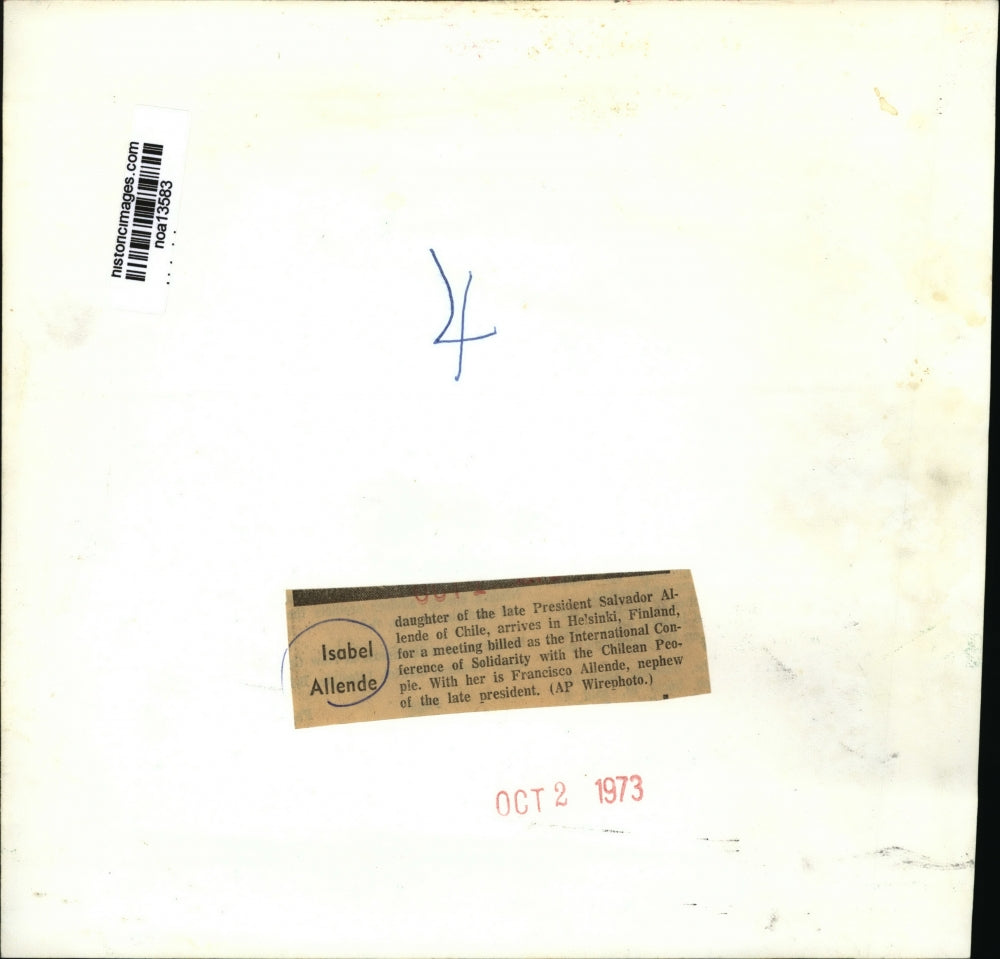 historicimages.com
noa13583
4
OCT 2
Isabel
Allende
daughter of the late President Salvador Al-
lende of Chile, arrives in Helsinki, Finland,
for a meeting billed as the International Con-
ference of Solidarity with the Chilean Peo-
ple. With her is Francisco Allende, nephew
of the late president. (AP Wirephoto.)
OCT 2 1973